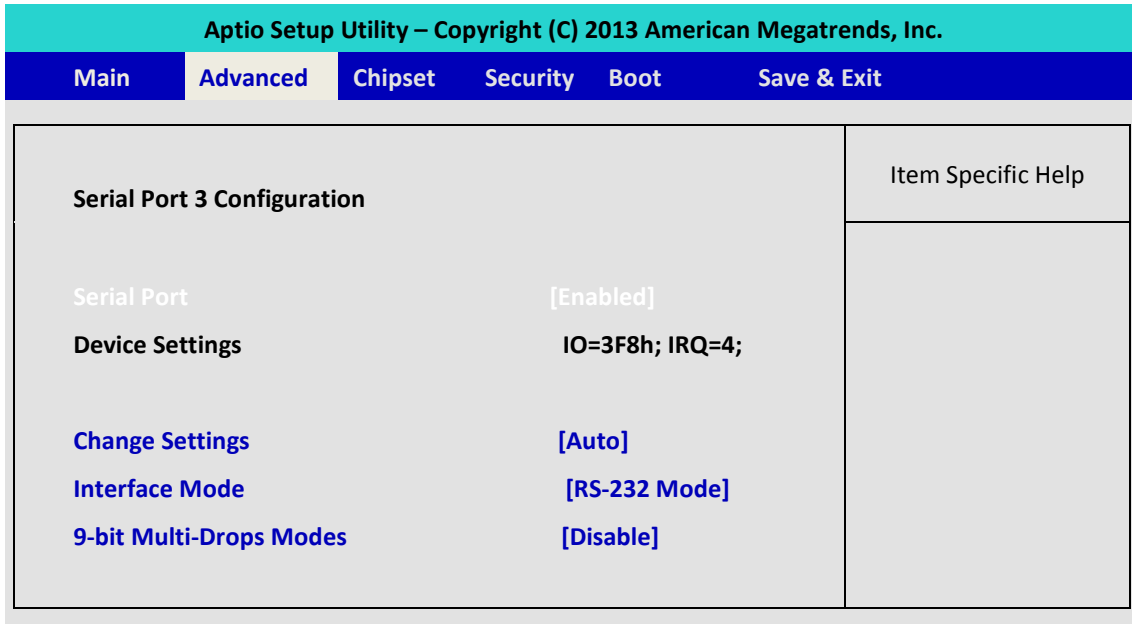 Aptio Setup Utility – Copyright (C) 2013 American Megatrends, Inc.
Main Advanced Chipset Security Boot Save & Exit
Serial Port 3 Configuration
Item Specific Help
Serial Port [Enabled]
Device Settings IO=3F8h; IRQ=4;
Change Settings [Auto]
Interface Mode [RS-232 Mode]
9-bit Multi-Drops Modes [Disable]